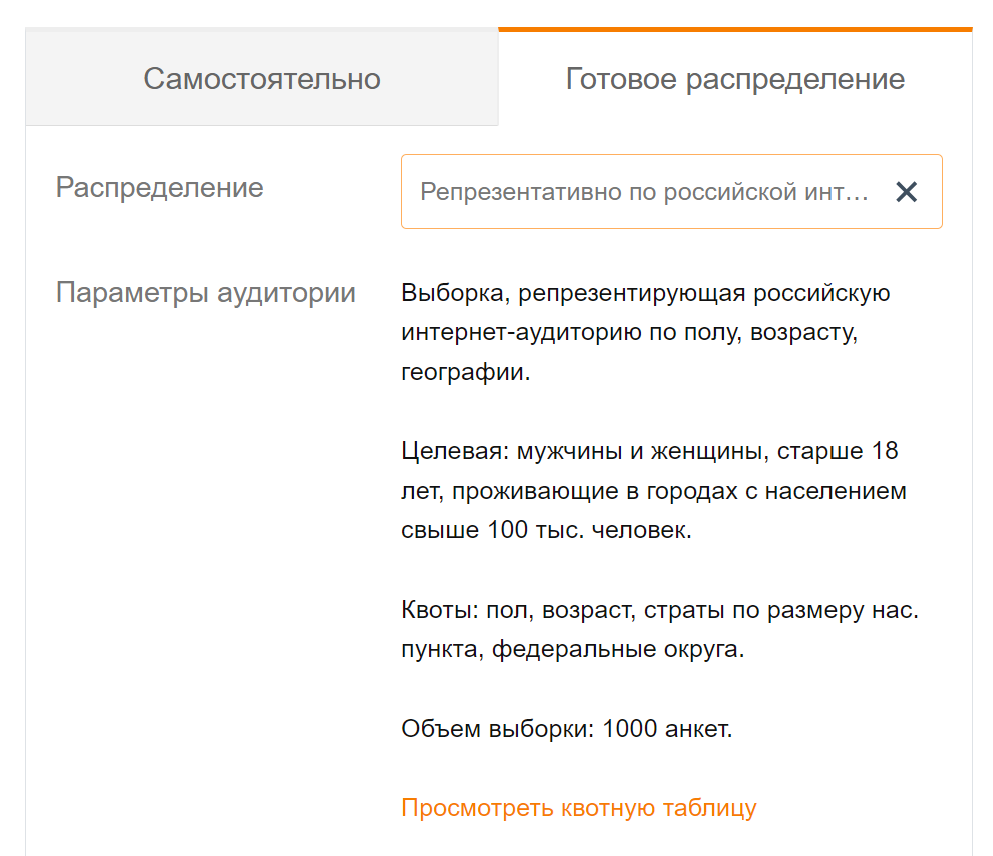 Самостоятельно
Готовое распределение
Распределение
Репрезентативно по российской инт...
Параметры аудитории
Выборка, репрезентирующая российскую
интернет-аудиторию по полу, возрасту,
географии.
Целевая: мужчины и женщины, старше 18
лет, проживающие в городах с населением
свыше 100 тыс. человек.
Квоты: пол, возраст, страты по размеру нас.
пункта, федеральные округа.
Объем выборки: 1000 анкет.
Просмотреть квотную таблицу